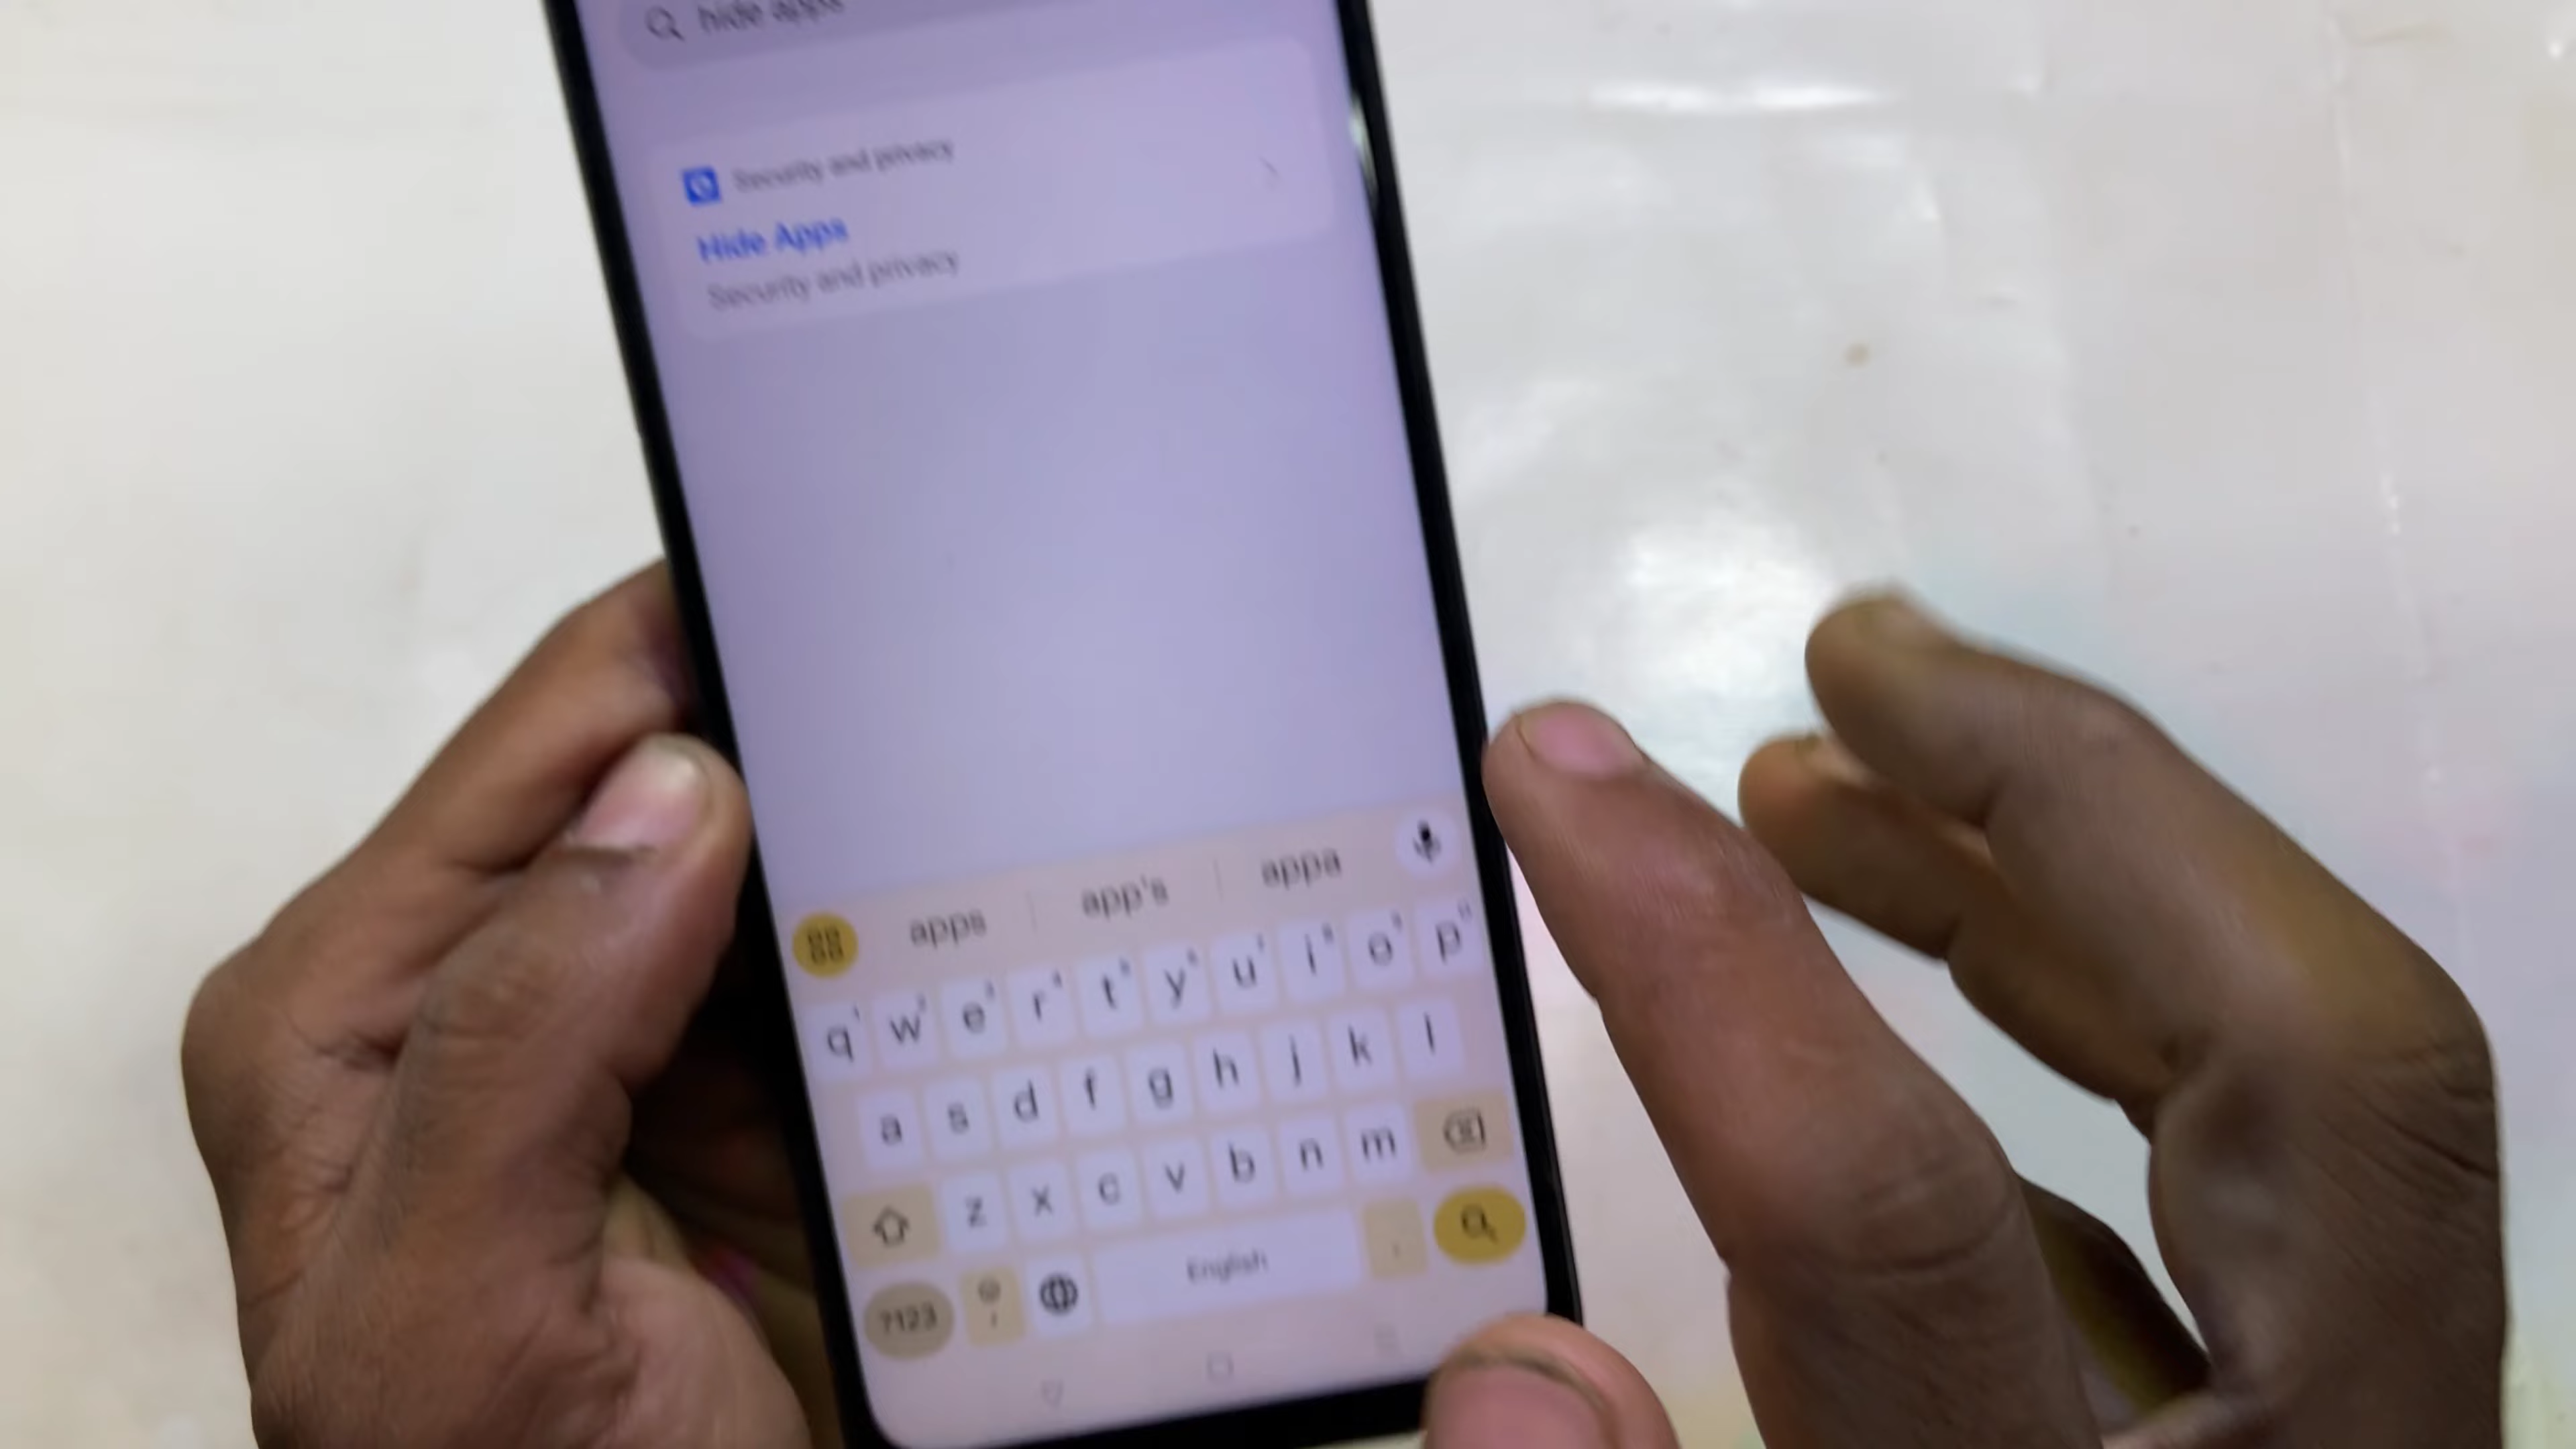 hide apps
Security and privacy
Hide Apps
Security and privacy
apps app's appa
q w e r t y u i o p
a s d f g h j k l
z x c v b n m
?123 , English .